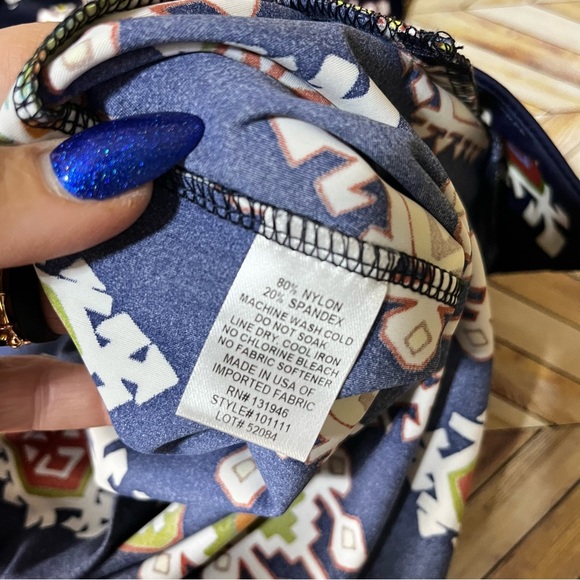 80% NYLON
20% SPANDEX
MACHINE WASH COLD
DO NOT SOAK
LINE DRY, COOL IRON
NO CHLORINE BLEACH
NO FABRIC SOFTENER
MADE IN USA OF
IMPORTED FABRIC
RN#131946
STYLE#101111
LOT# 52084